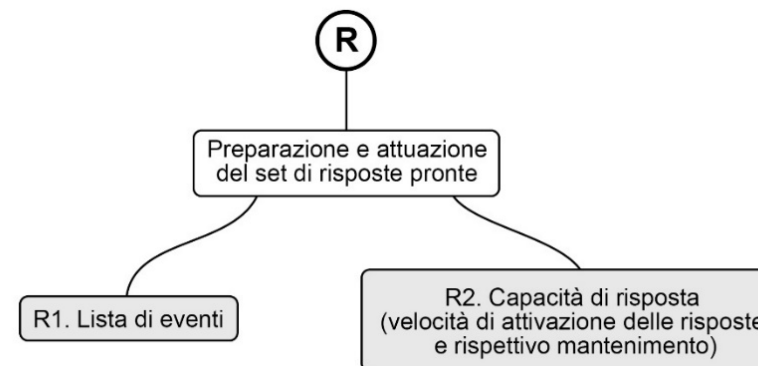 R
Preparazione e attuazione
del set di risposte pronte
R1. Lista di eventi
R2. Capacità di risposta
(velocità di attivazione delle risposte
e rispettivo mantenimento)